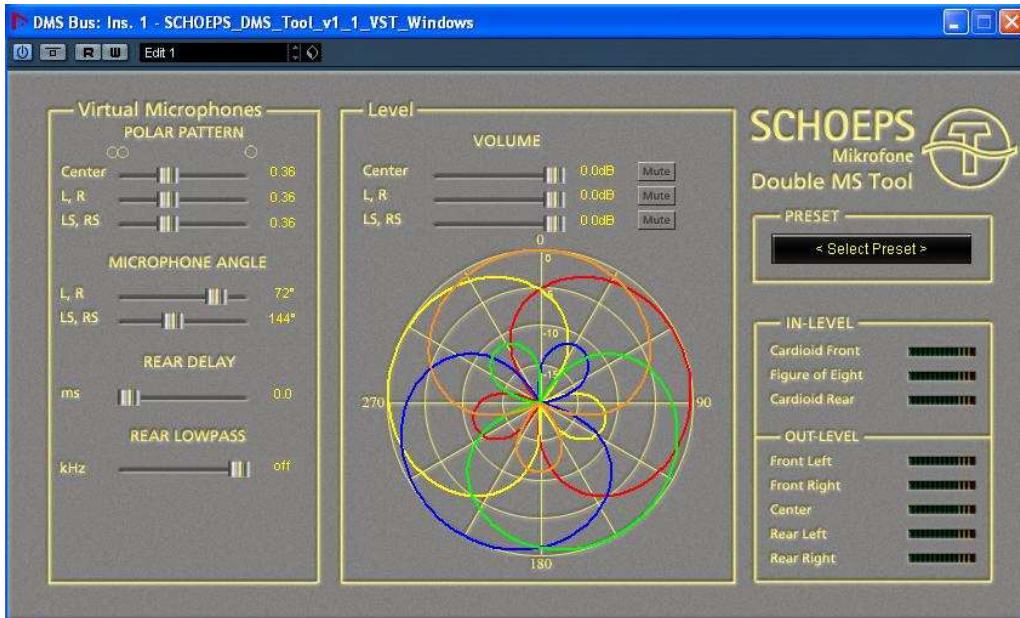 DMS Bus: Ins. 1 - SCHOEPS_DMS_Tool_v1_1_VST_Windows
R W Edit 1
Virtual Microphones
POLAR PATTERN
Center 0.36
L, R 0.36
LS, RS 0.36
MICROPHONE ANGLE
L, R 72°
LS, RS 144°
REAR DELAY
ms 0.0
REAR LOWPASS
kHz off
Level
VOLUME
Center 0.0dB Mute
L, R 0.0dB Mute
LS, RS 0.0dB Mute
0
0
-5
-10
-15
270 90
180
SCHOEPS
Mikrofone
Double MS Tool
PRESET
< Select Preset >
IN-LEVEL
Cardioid Front
Figure of Eight
Cardioid Rear
OUT-LEVEL
Front Left
Front Right
Center
Rear Left
Rear Right